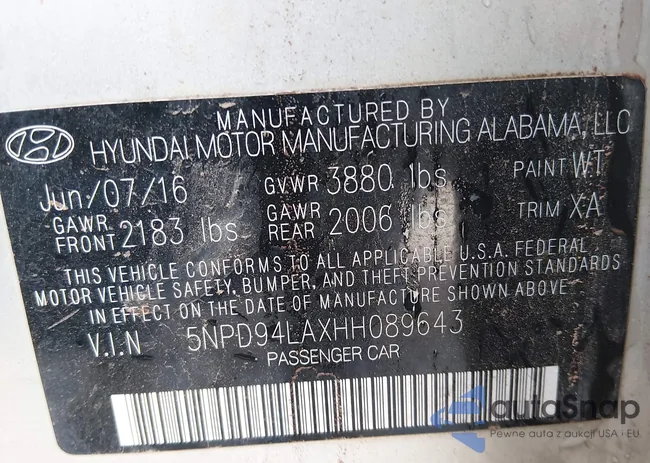 MANUFACTURED BY
HYUNDAI MOTOR MANUFACTURING ALABAMA, LLC
Jun/07/16 GVWR 3880 lbs PAINT WT
GAWR FRONT 2183 lbs GAWR REAR 2006 lbs TRIM XA
THIS VEHICLE CONFORMS TO ALL APPLICABLE U.S.A. FEDERAL
MOTOR VEHICLE SAFETY, BUMPER, AND THEFT PREVENTION STANDARDS
IN EFFECT ON THE DATE OF MANUFACTURE SHOWN ABOVE
V.I.N 5NPD94LAXHH089643
PASSENGER CAR
autoSnap
Pewne auta z aukcji USA i EU